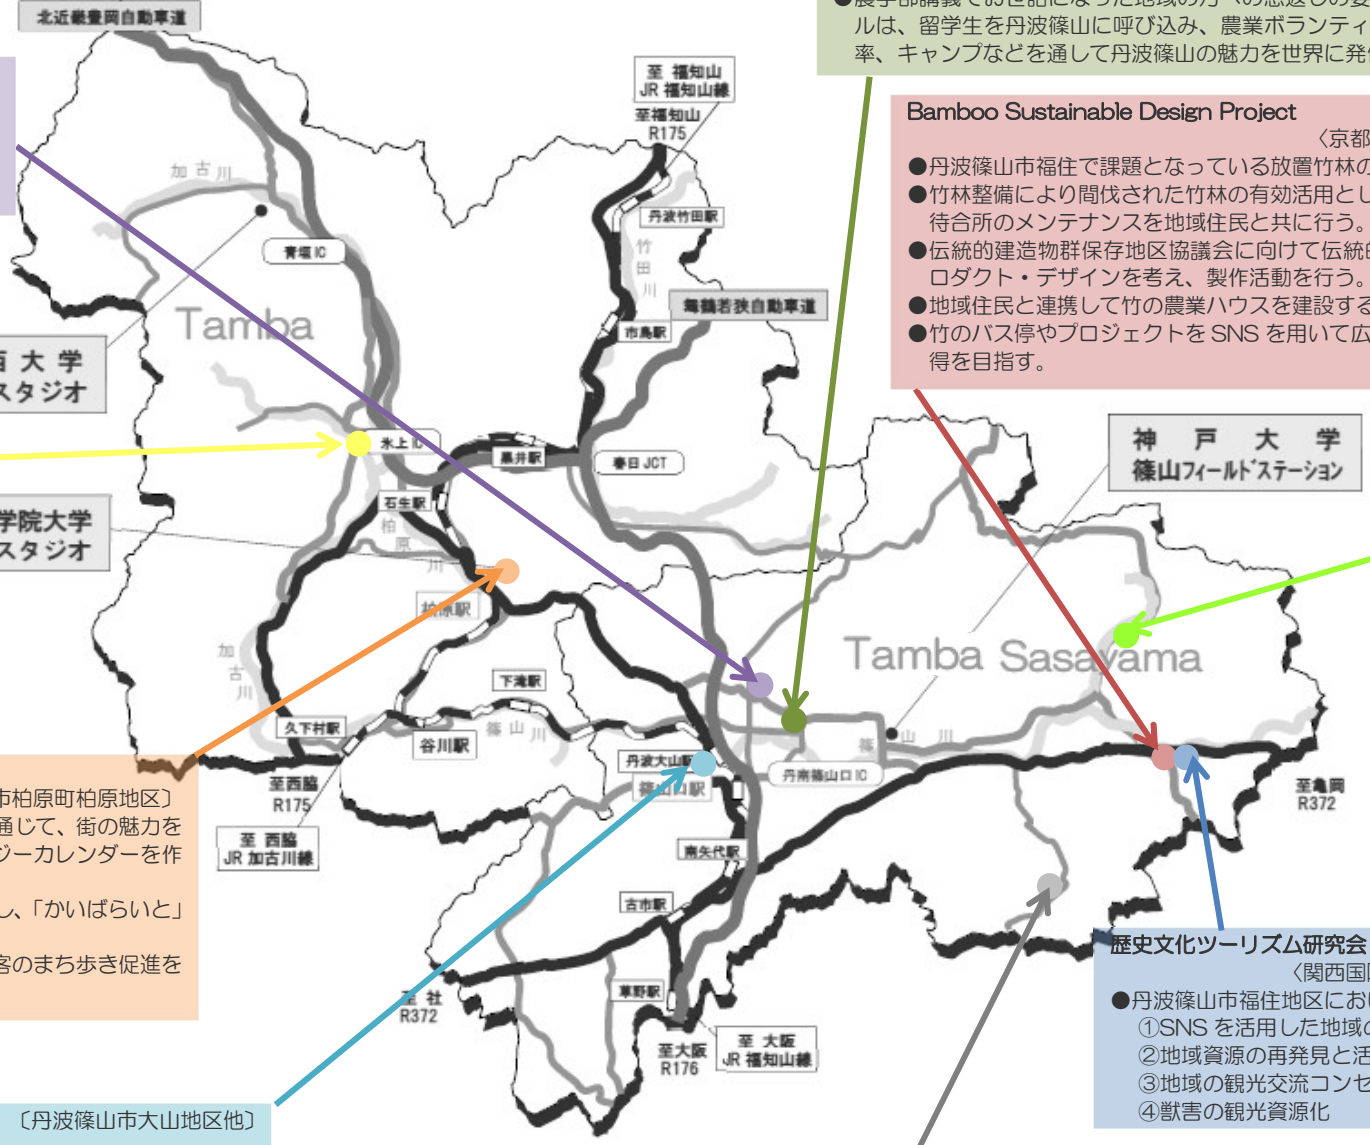 北近畿豊岡自動車道
●農学部講義でお世話になった地域の方への恩返しの
ルは、留学生を丹波篠山に呼び込み、農業ボランティ
率、キャンプなどを通して丹波篠山の魅力を世界に発
至 福知山
JR 福知山線
至福知山
R175
Bamboo Sustainable Design Project
〈京都
●丹波篠山市福住で課題となっている放置竹林の
●竹林整備により間伐された竹林の有効活用とし
待合所のメンテナンスを地域住民と共に行う。
●伝統的建造物群保存地区協議会に向けて伝統的
ロダクト・デザインを考え、製作活動を行う。
●地域住民と連携して竹の農業ハウスを建設する
●竹のバス停やプロジェクトを SNS を用いて広
得を目指す。
加古川
丹波竹田駅
青垣IC
竹田川
舞鶴若狭自動車道
Tamba
市島駅
西 大 学
スタジオ
氷上IC
黒井駅
春日JCT
神 戸 大 学
篠山フィールドステーション
石生駅
学院大学
スタジオ
柏原川
柏原駅
加古川
Tamba Sasayama
下滝駅
久下村駅
谷川駅
篠山川
丹波大山駅
篠山口駅
丹南篠山口IC
篠山川
至西脇
R175
至 西脇
JR 加古川線
至亀岡
R372
市柏原町柏原地区〕
通じて、街の魅力を
ジーカレンダーを作
し、「かいばらいと」
客のまち歩き促進を
南矢代駅
古市駅
草野駅
至 社
R372
至大阪
R176
至 大阪
JR 福知山線
歴史文化ツーリズム研究会
〈関西国
●丹波篠山市福住地区にお
①SNS を活用した地域の
②地域資源の再発見と活
③地域の観光交流コンセ
④獣害の観光資源化
〔丹波篠山市大山地区他〕